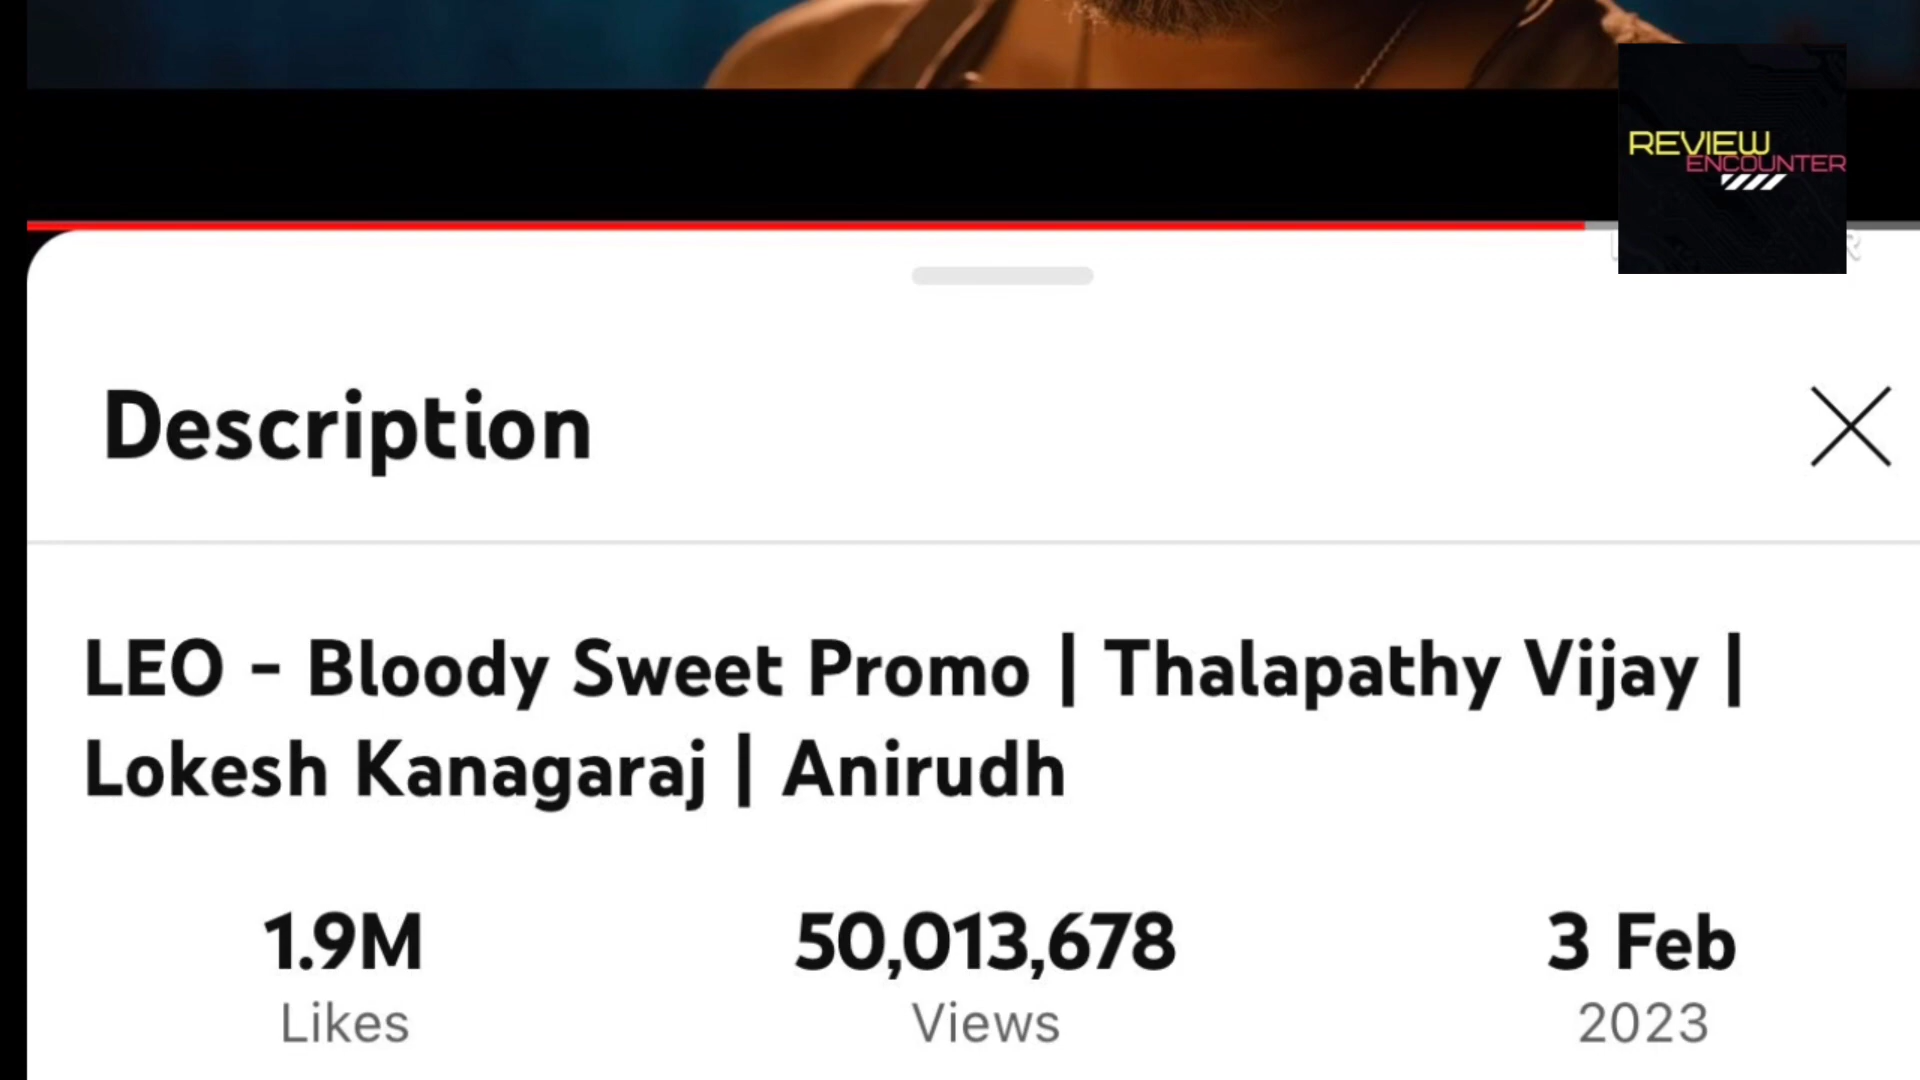 REVIEW
ENCOUNTER
Description
LEO - Bloody Sweet Promo | Thalapathy Vijay |
Lokesh Kanagaraj | Anirudh
1.9M
Likes
50,013,678
Views
3 Feb
2023